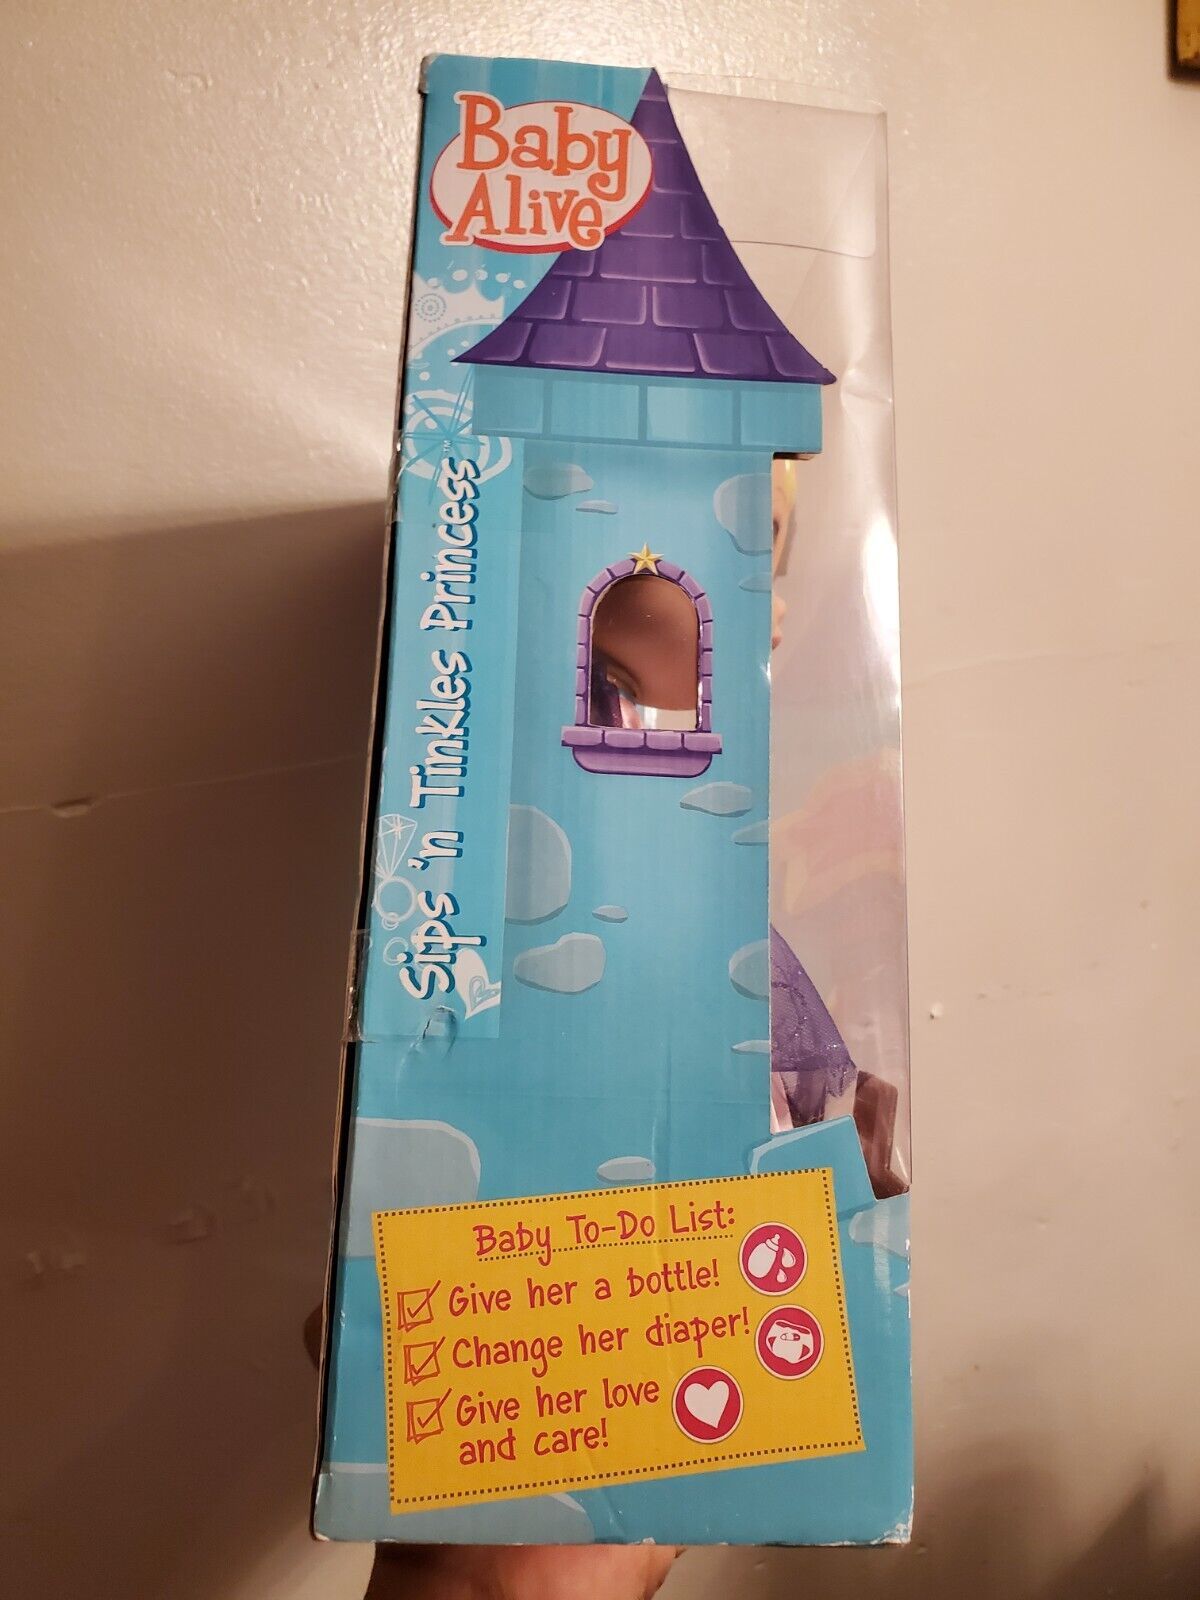 Baby
Alive
Sips 'n Tinkles Princess™
Baby To-Do List:
Give her a bottle!
Change her diaper!
Give her love
and care!